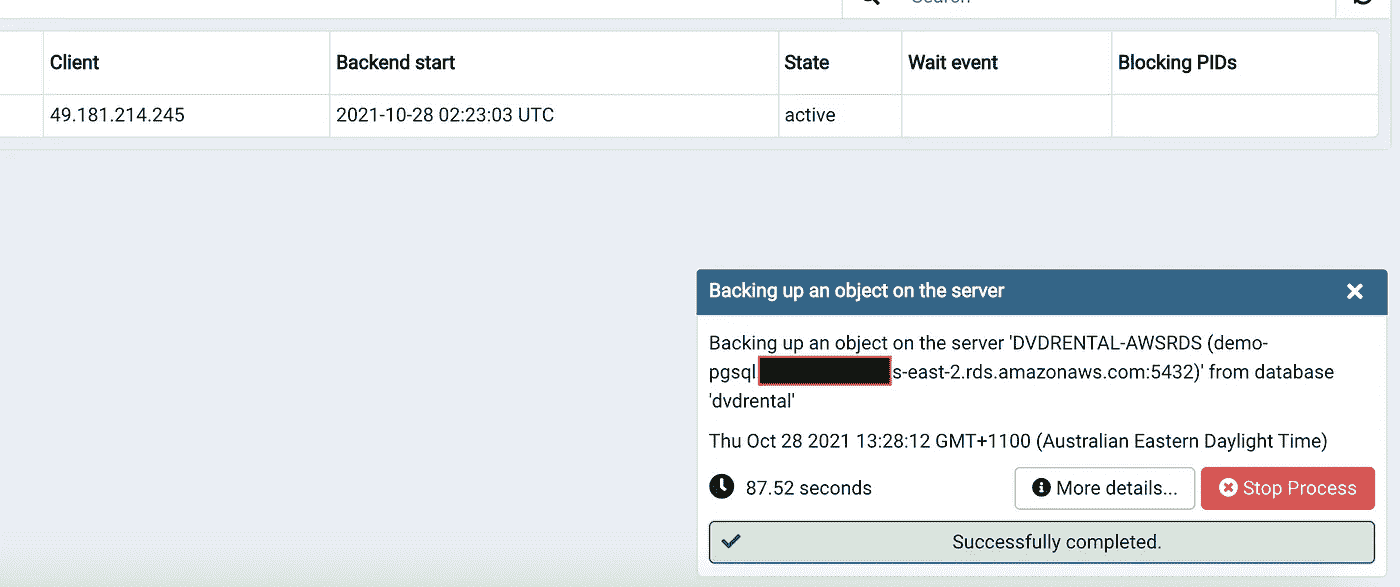 Search
Client Backend start State Wait event Blocking PIDs
49.181.214.245 2021-10-28 02:23:03 UTC active
Backing up an object on the server
Backing up an object on the server 'DVDRENTAL-AWSRDS (demo-
pgsql s-east-2.rds.amazonaws.com:5432)' from database
'dvdrental'
Thu Oct 28 2021 13:28:12 GMT+1100 (Australian Eastern Daylight Time)
87.52 seconds More details... Stop Process
Successfully completed.